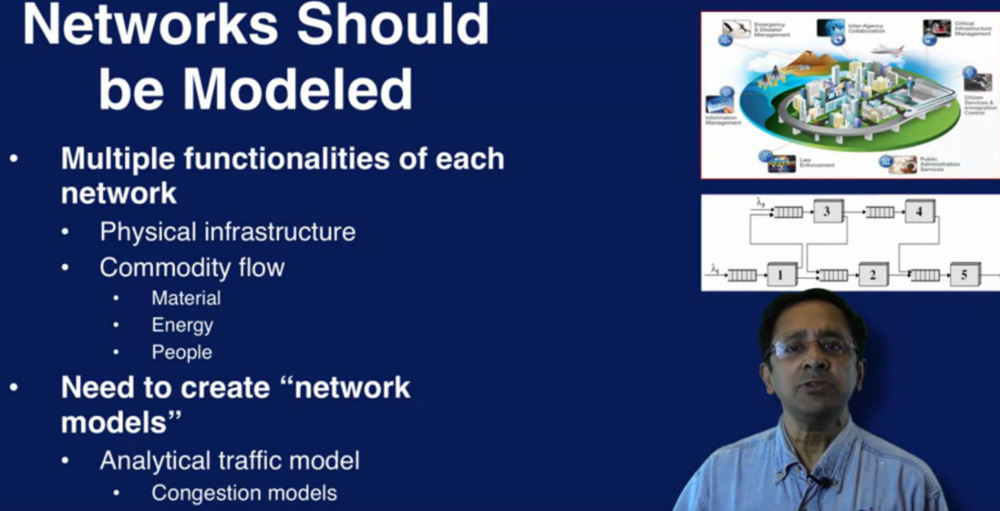 Networks Should
be Modeled
• Multiple functionalities of each
network
• Physical infrastructure
• Commodity flow
• Material
• Energy
• People
• Need to create “network
models”
• Analytical traffic model
• Congestion models
Emergency
& Disaster
Management
Inter-Agency
Collaboration
Critical
Infrastructure
Management
Citizen
Services &
Immigration
Control
Information
Management
Law
Enforcement
Public
Administration
Services
λ3
3
4
λ1
1
2
5